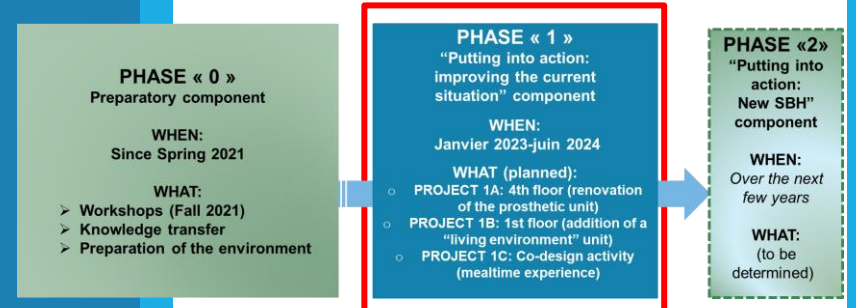 PHASE « 0 »
Preparatory component
WHEN:
Since Spring 2021
WHAT:
➢ Workshops (Fall 2021)
➢ Knowledge transfer
➢ Preparation of the environment
PHASE « 1 »
“Putting into action:
improving the current
situation” component
WHEN:
Janvier 2023-juin 2024
WHAT (planned):
○ PROJECT 1A: 4th floor (renovation
of the prosthetic unit)
○ PROJECT 1B: 1st floor (addition of a
“living environment” unit)
○ PROJECT 1C: Co-design activity
(mealtime experience)
PHASE «2»
“Putting into
action:
New SBH”
component
WHEN:
Over the next
few years
WHAT:
(to be
determined)